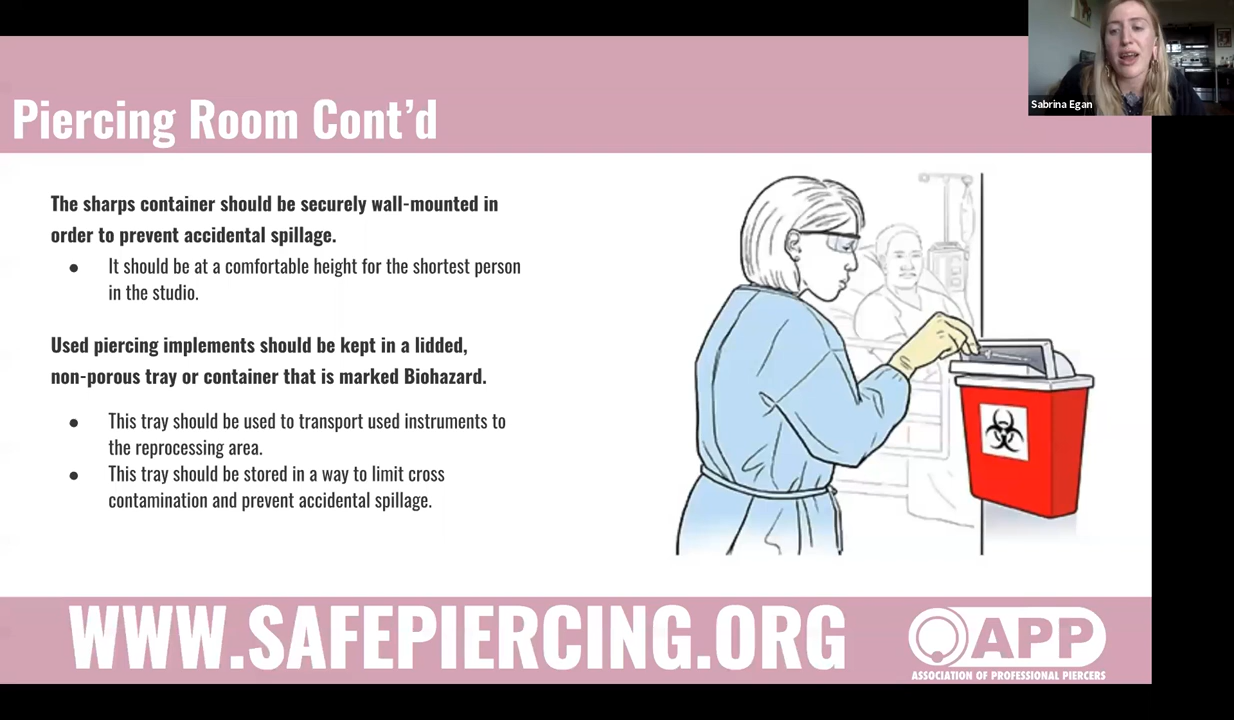 Sabrina Egan
Piercing Room Cont'd
The sharps container should be securely wall-mounted in
order to prevent accidental spillage.
● It should be at a comfortable height for the shortest person
in the studio.
Used piercing implements should be kept in a lidded,
non-porous tray or container that is marked Biohazard.
● This tray should be used to transport used instruments to
the reprocessing area.
● This tray should be stored in a way to limit cross
contamination and prevent accidental spillage.
WWW.SAFEPIERCING.ORG
APP
ASSOCIATION OF PROFESSIONAL PIERCERS